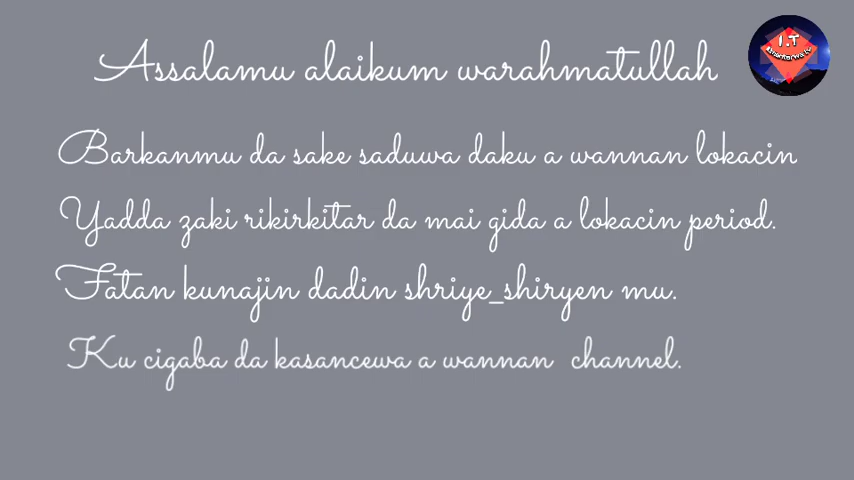 I.T
Assalamu alaikum warahmatullah
Barkanmu da sake saduwa daku a wannan lokacin
Yadda zaki rikirkitar da mai gida a lokacin period.
Fatan kunajin dadin shriye_shiryen mu.
Ku cigaba da kasancewa a wannan channel.